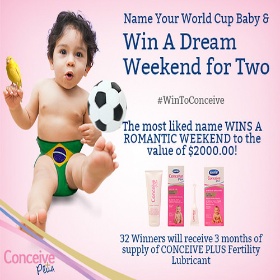 Name Your World Cup Baby &
Win A Dream
Weekend for Two
#WinToConceive
The most liked name WINS A
ROMANTIC WEEKEND to the
value of $2000.00!
Conceive
Plus
32 Winners will receive 3 months of
supply of CONCEIVE PLUS Fertility
Lubricant
Conceive
Plus